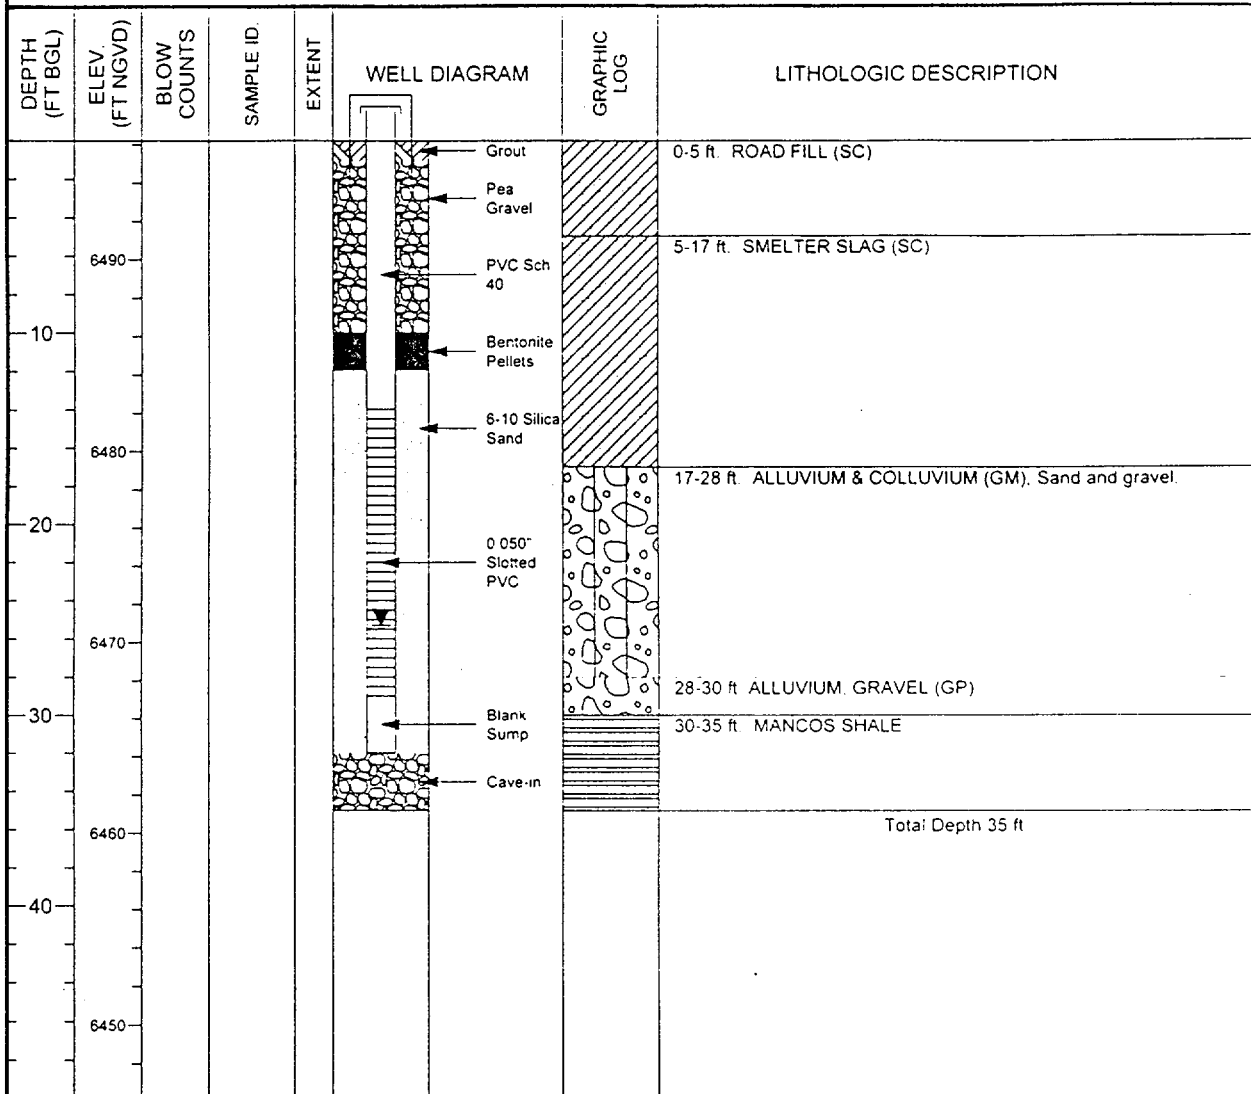 DEPTH
(FT BGL)
ELEV.
(FT NGVD)
BLOW
COUNTS
SAMPLE ID.
EXTENT
WELL DIAGRAM
GRAPHIC
LOG
LITHOLOGIC DESCRIPTION
Grout
0-5 ft. ROAD FILL (SC)
Pea
Gravel
5-17 ft. SMELTER SLAG (SC)
6490
PVC Sch
40
10
Bentonite
Pellets
6-10 Silica
Sand
6480
17-28 ft. ALLUVIUM & COLLUVIUM (GM), Sand and gravel.
20
0 050"
Slotted
PVC
6470
28-30 ft ALLUVIUM, GRAVEL (GP)
30
Blank
Sump
30-35 ft. MANCOS SHALE
Cave-in
6460
Total Depth 35 ft
40
6450